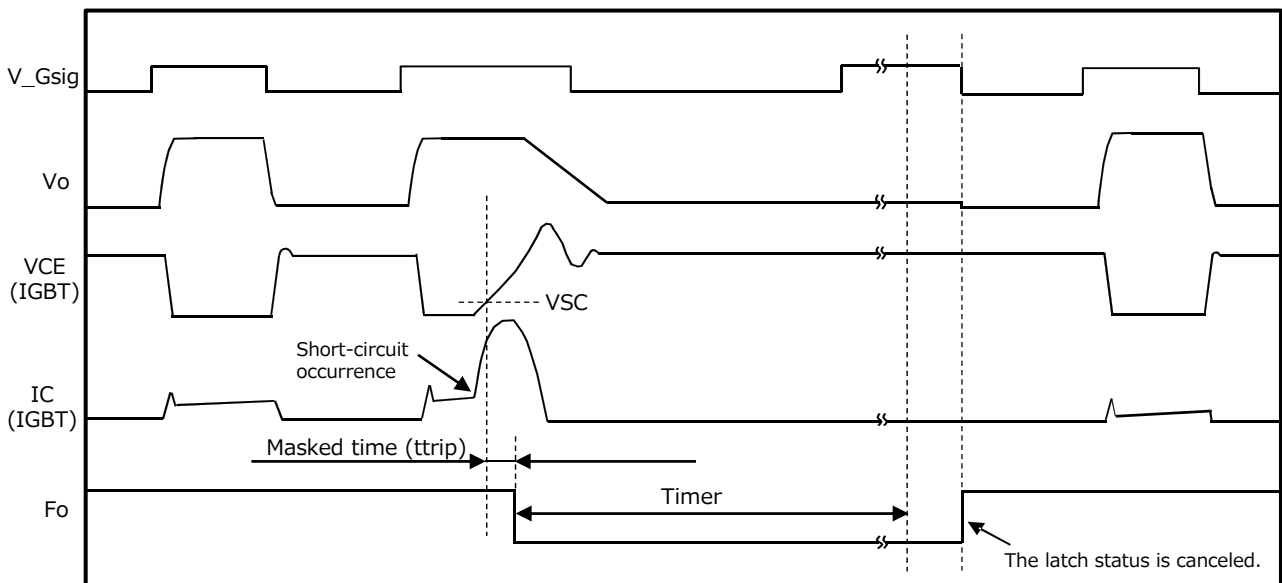 V_Gsig
Vo
VCE
(IGBT)
VSC
Short-circuit
occurrence
IC
(IGBT)
Masked time (ttrip)
Timer
Fo
The latch status is canceled.